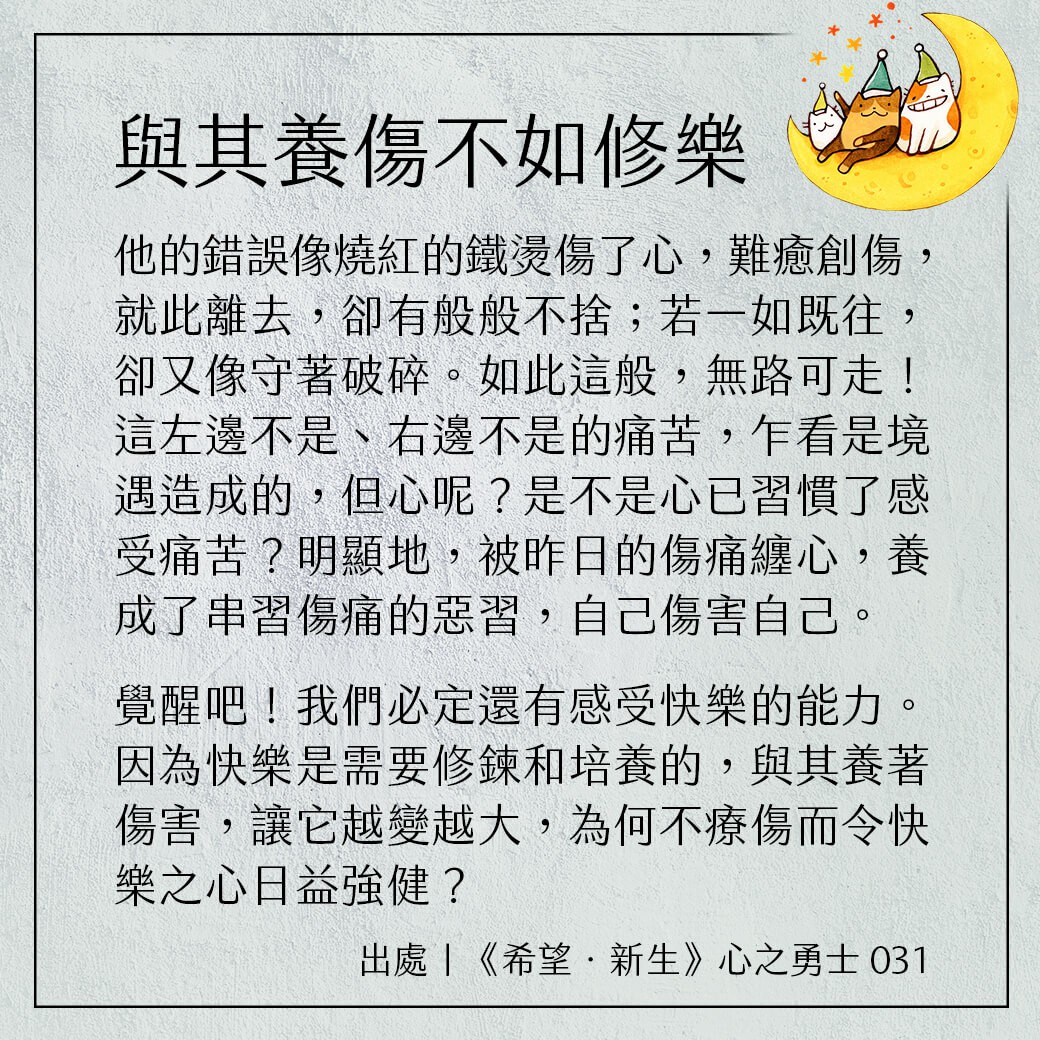 與其養傷不如修樂
他的錯誤像燒紅的鐵燙傷了心，難癒創傷，
就此離去，卻有般般不捨；若一如既往，
卻又像守著破碎。如此這般，無路可走！
這左邊不是、右邊不是的痛苦，乍看是境
遇造成的，但心呢？是不是心已習慣了感
受痛苦？明顯地，被昨日的傷痛纏心，養
成了串習傷痛的惡習，自己傷害自己。
覺醒吧！我們必定還有感受快樂的能力。
因為快樂是需要修鍊和培養的，與其養著
傷害，讓它越變越大，為何不療傷而令快
樂之心日益強健？
出處｜《希望．新生》心之勇士 031